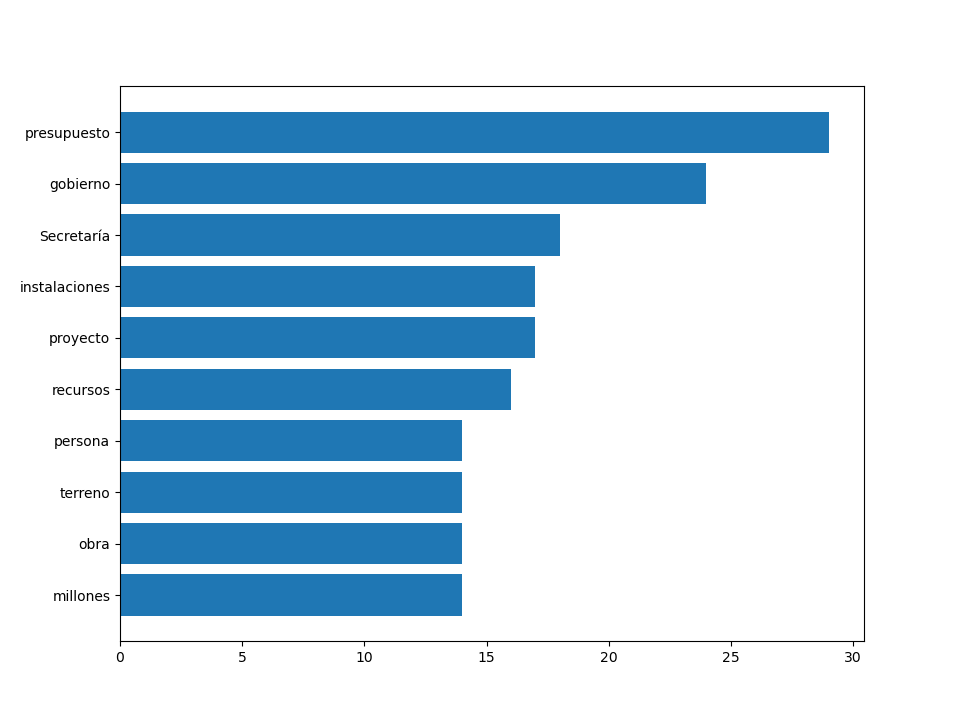 presupuesto
gobierno
Secretaría
instalaciones
proyecto
recursos
persona
terreno
obra
millones
0 5 10 15 20 25 30